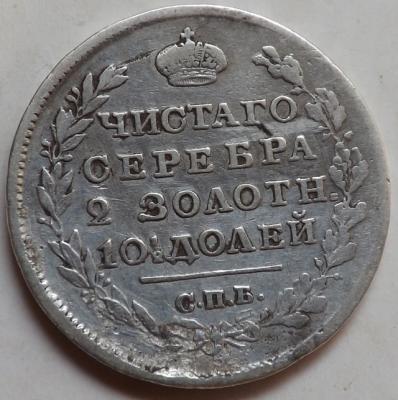 ЧИСТАГО
СЕРЕБРА
2 ЗОЛОТН.
10½ ДОЛЕЙ
С.П.Б.